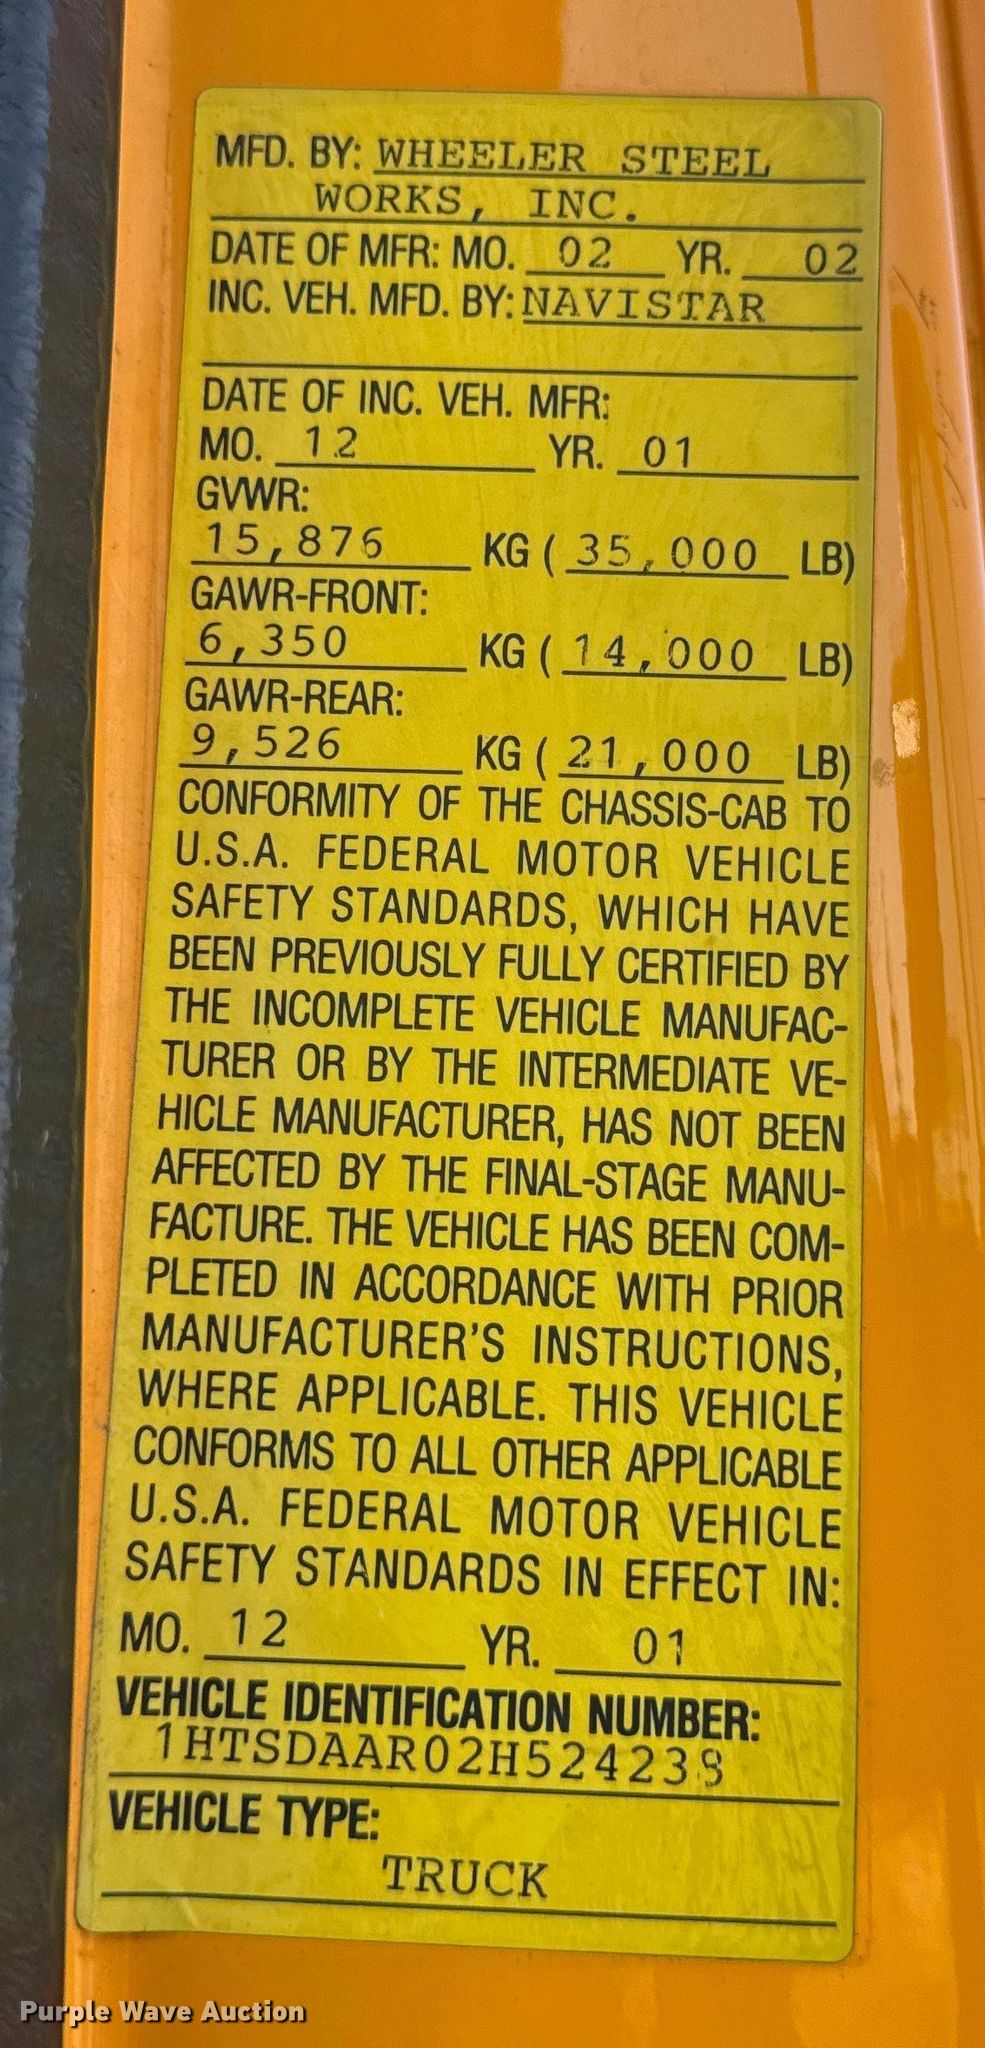 MFD. BY: WHEELER STEEL
WORKS, INC.
DATE OF MFR: MO. 02 YR. 02
INC. VEH. MFD. BY: NAVISTAR
DATE OF INC. VEH. MFR:
MO. 12 YR. 01
GVWR:
15,876 KG ( 35,000 LB)
GAWR-FRONT:
6,350 KG ( 14,000 LB)
GAWR-REAR:
9,526 KG ( 21,000 LB)
CONFORMITY OF THE CHASSIS-CAB TO
U.S.A. FEDERAL MOTOR VEHICLE
SAFETY STANDARDS, WHICH HAVE
BEEN PREVIOUSLY FULLY CERTIFIED BY
THE INCOMPLETE VEHICLE MANUFAC-
TURER OR BY THE INTERMEDIATE VE-
HICLE MANUFACTURER, HAS NOT BEEN
AFFECTED BY THE FINAL-STAGE MANU-
FACTURE. THE VEHICLE HAS BEEN COM-
PLETED IN ACCORDANCE WITH PRIOR
MANUFACTURER'S INSTRUCTIONS,
WHERE APPLICABLE. THIS VEHICLE
CONFORMS TO ALL OTHER APPLICABLE
U.S.A. FEDERAL MOTOR VEHICLE
SAFETY STANDARDS IN EFFECT IN:
MO. 12 YR. 01
VEHICLE IDENTIFICATION NUMBER:
1HTSDAAR02H524238
VEHICLE TYPE:
TRUCK
Purple Wave Auction